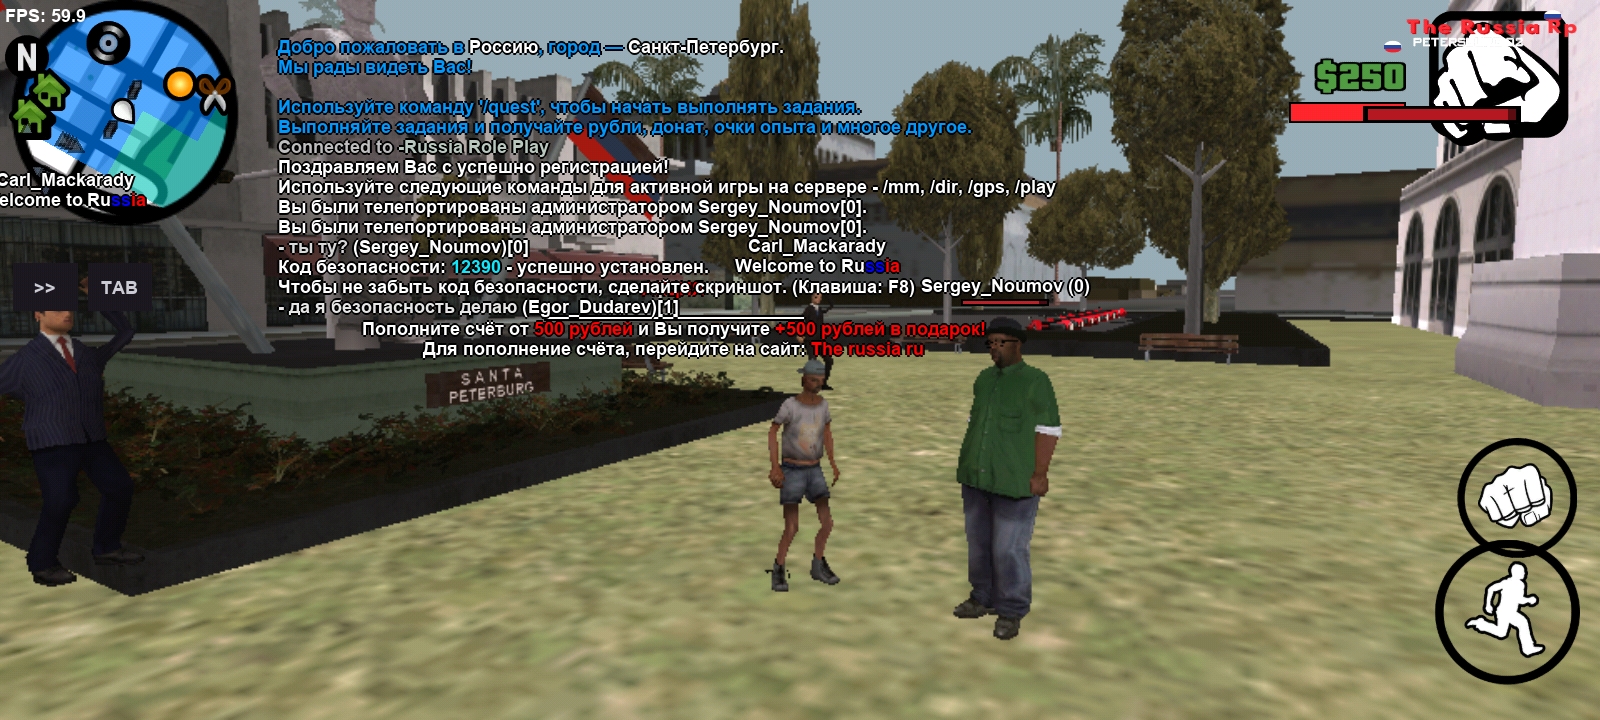 FPS: 59.9
N
The Russia Rp
$250
Добро пожаловать в Россию, город — Санкт-Петербург.
Мы рады видеть Вас!
Используйте команду '/quest', чтобы начать выполнять задания.
Выполняйте задания и получайте рубли, донат, очки опыта и многое другое.
Connected to -Russia Role Play
Поздравляем Вас с успешно регистрацией!
Используйте следующие команды для активной игры на сервере - /mm, /dir, /gps, /play
Вы были телепортированы администратором Sergey_Noumov[0].
Вы были телепортированы администратором Sergey_Noumov[0].
- ты ту? (Sergey_Noumov)[0]
Код безопасности: 12390 - успешно установлен.
Чтобы не забыть код безопасности, сделайте скриншот. (Клавиша: F8)
- да я безопасность делаю (Egor_Dudarev)[1]
Пополните счёт от 500 рублей и Вы получите +500 рублей в подарок!
Для пополнение счёта, перейдите на сайт: The russia ru
Carl_Mackarady
elcome to Russia
Carl_Mackarady
Welcome to Russia
Sergey_Noumov (0)
>>
TAB
SANTA
PETERBURG